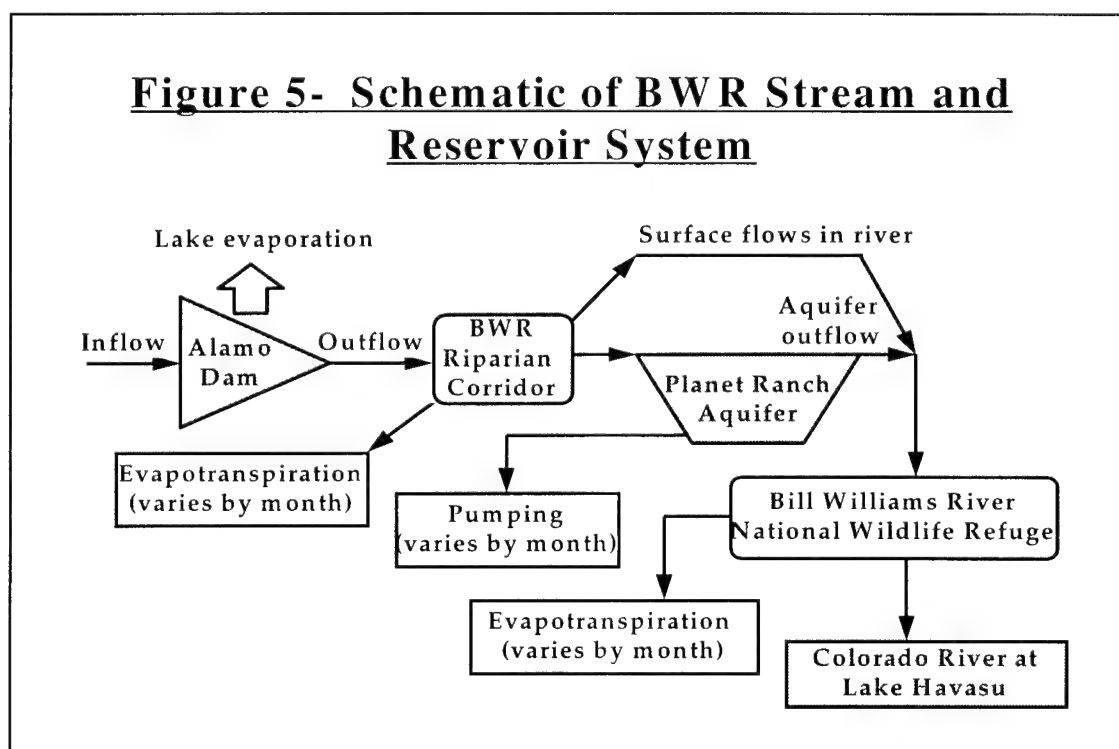 Figure 5- Schematic of BWR Stream and
Reservoir System
Lake evaporation
Surface flows in river
Inflow
Alamo
Dam
Outflow
BWR
Riparian
Corridor
Aquifer
outflow
Planet Ranch
Aquifer
Evapotranspiration
(varies by month)
Pumping
(varies by month)
Bill Williams River
National Wildlife Refuge
Evapotranspiration
(varies by month)
Colorado River at
Lake Havasu